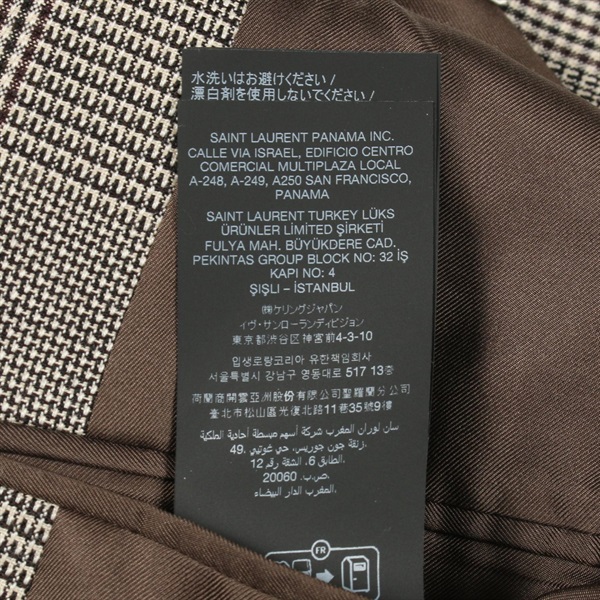 水洗いはお避けください/
漂白剤を使用しないでください/
SAINT LAURENT PANAMA INC.
CALLE VIA ISRAEL, EDIFICIO CENTRO
COMERCIAL MULTIPLAZA LOCAL
A-248, A-249, A250 SAN FRANCISCO,
PANAMA
SAINT LAURENT TURKEY LÜKS
ÜRÜNLER LİMİTED ŞİRKETİ
FULYA MAH. BÜYÜKDERE CAD.
PEKINTAS GROUP BLOCK NO: 32 İŞ
KAPI NO: 4
ŞIŞLI – ISTANBUL
㈱ケリングジャパン
イヴ・サンローランディビジョン
東京都渋谷区神宮前4-3-10
입생로랑코리아 유한책임회사
서울특별시 강남구 영동대로 517 13층
荷蘭商開雲亞洲股份有限公司聖羅蘭分公司
臺北市松山區光復北路11巷35號9樓
سان لوران المغرب شركة أسهم مبسطة أحادية الملكية
49، زنقة جون جوريس، حي غوتيي.
الطابق 6، الشقة رقم 12
ص.ب. 20060
المغرب الدار البيضاء.
FR